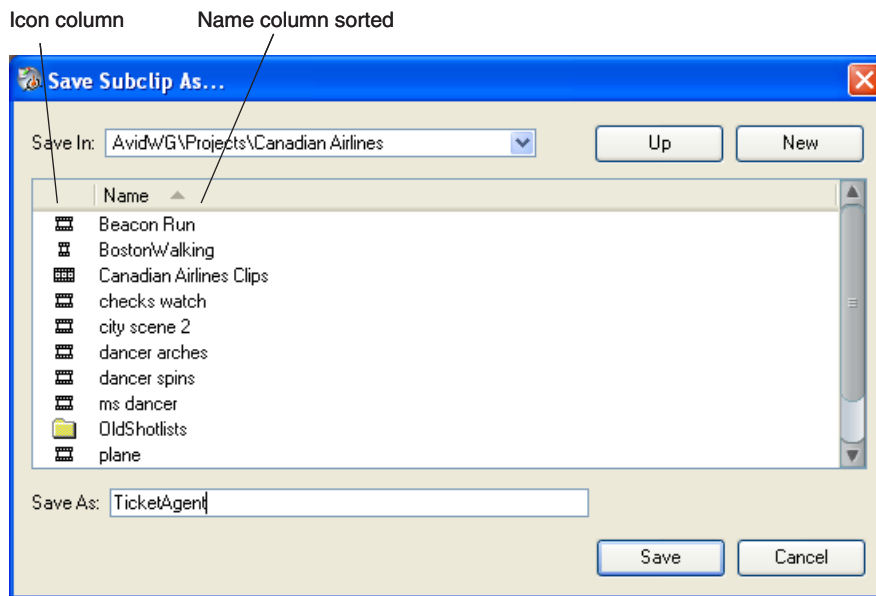 Icon column Name column sorted
Save Subclip As...
Save In: AvidWG\Projects\Canadian Airlines Up New
Name
Beacon Run
BostonWalking
Canadian Airlines Clips
checks watch
city scene 2
dancer arches
dancer spins
ms dancer
OldShotlists
plane
Save As: TicketAgent
Save Cancel